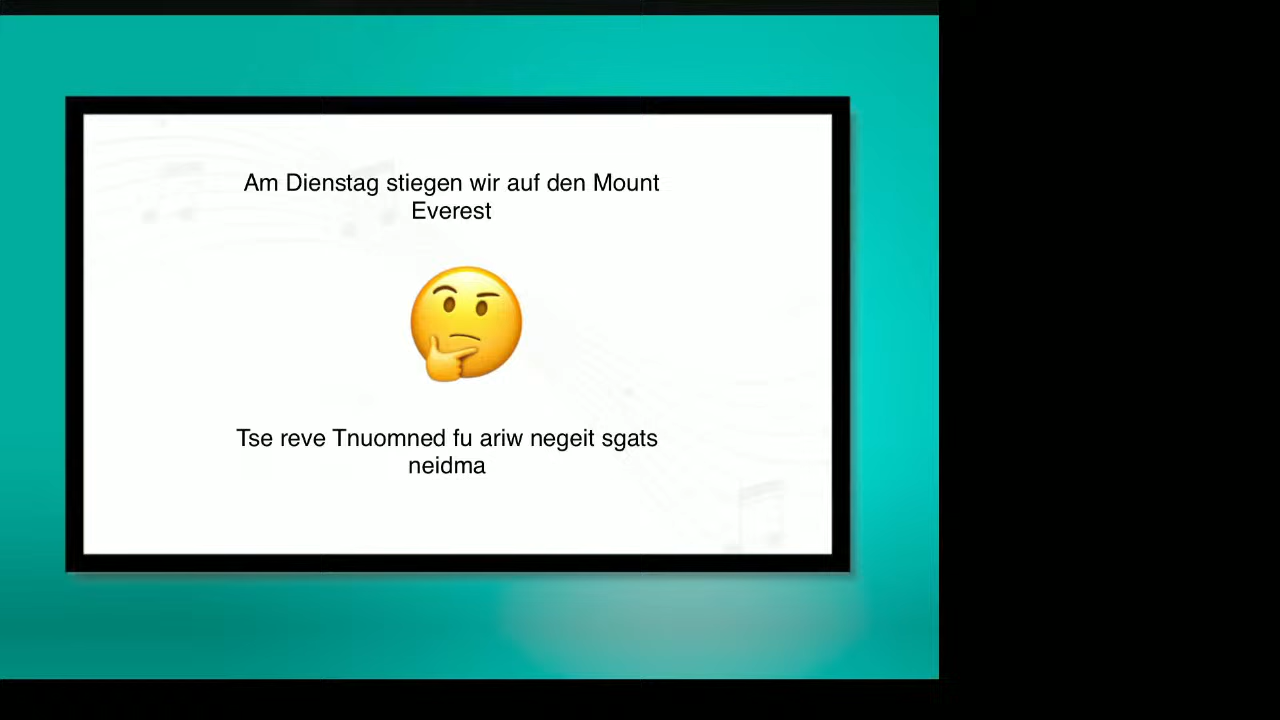 Am Dienstag stiegen wir auf den Mount
Everest
Tse reve Tnuomned fu ariw negeit sgats
neidma